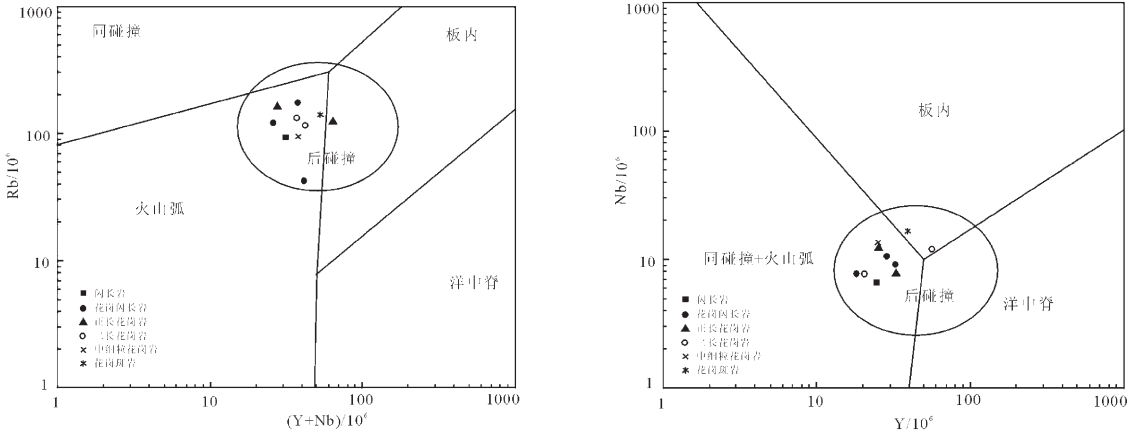 同碰撞
板内
后碰撞
火山弧
洋中脊
闪长岩
花岗闪长岩
正长花岗岩
二长花岗岩
中细粒花岗岩
花岗斑岩
1000
100
10
1
Rb/10⁶
1 10 100 1000
(Y+Nb)/10⁶
板内
同碰撞+火山弧
后碰撞
洋中脊
闪长岩
花岗闪长岩
正长花岗岩
二长花岗岩
中细粒花岗岩
花岗斑岩
1000
100
10
1
Nb/10⁶
1 10 100 1000
Y/10⁶